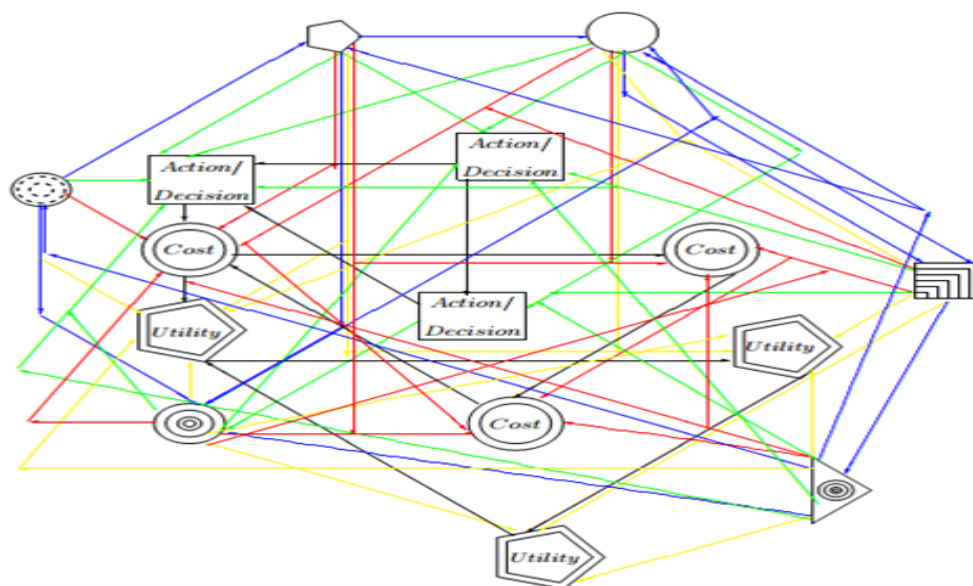 Action/
Decision
Action/
Decision
Cost
Cost
Action/
Decision
Utility
Utility
Cost
Utility